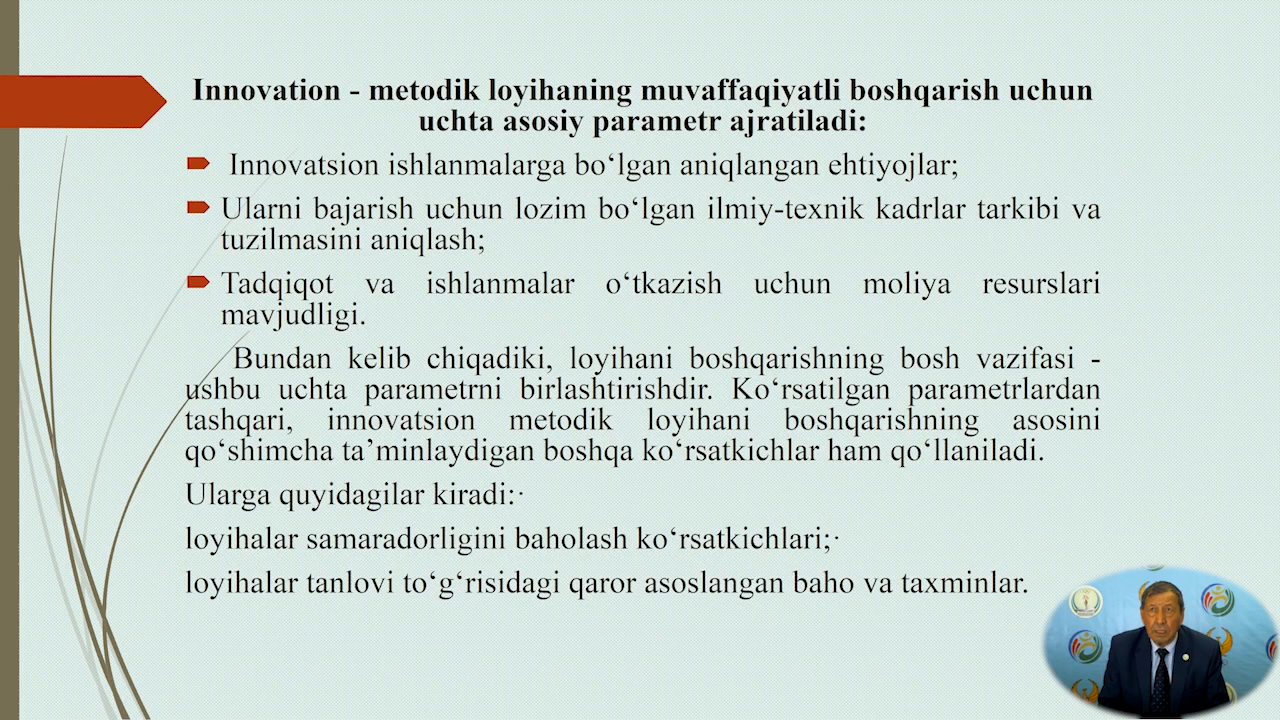 Innovation - metodik loyihaning muvaffaqiyatli boshqarish uchun
uchta asosiy parametr ajratiladi:
Innovatsion ishlanmalarga bo‘lgan aniqlangan ehtiyojlar;
Ularni bajarish uchun lozim bo‘lgan ilmiy-texnik kadrlar tarkibi va
tuzilmasini aniqlash;
Tadqiqot va ishlanmalar o‘tkazish uchun moliya resurslari
mavjudligi.
Bundan kelib chiqadiki, loyihani boshqarishning bosh vazifasi -
ushbu uchta parametrni birlashtirishdir. Ko‘rsatilgan parametrlardan
tashqari, innovatsion metodik loyihani boshqarishning asosini
qo‘shimcha ta’minlaydigan boshqa ko‘rsatkichlar ham qo‘llaniladi.
Ularga quyidagilar kiradi:·
loyihalar samaradorligini baholash ko‘rsatkichlari;·
loyihalar tanlovi to‘g‘risidagi qaror asoslangan baho va taxminlar.